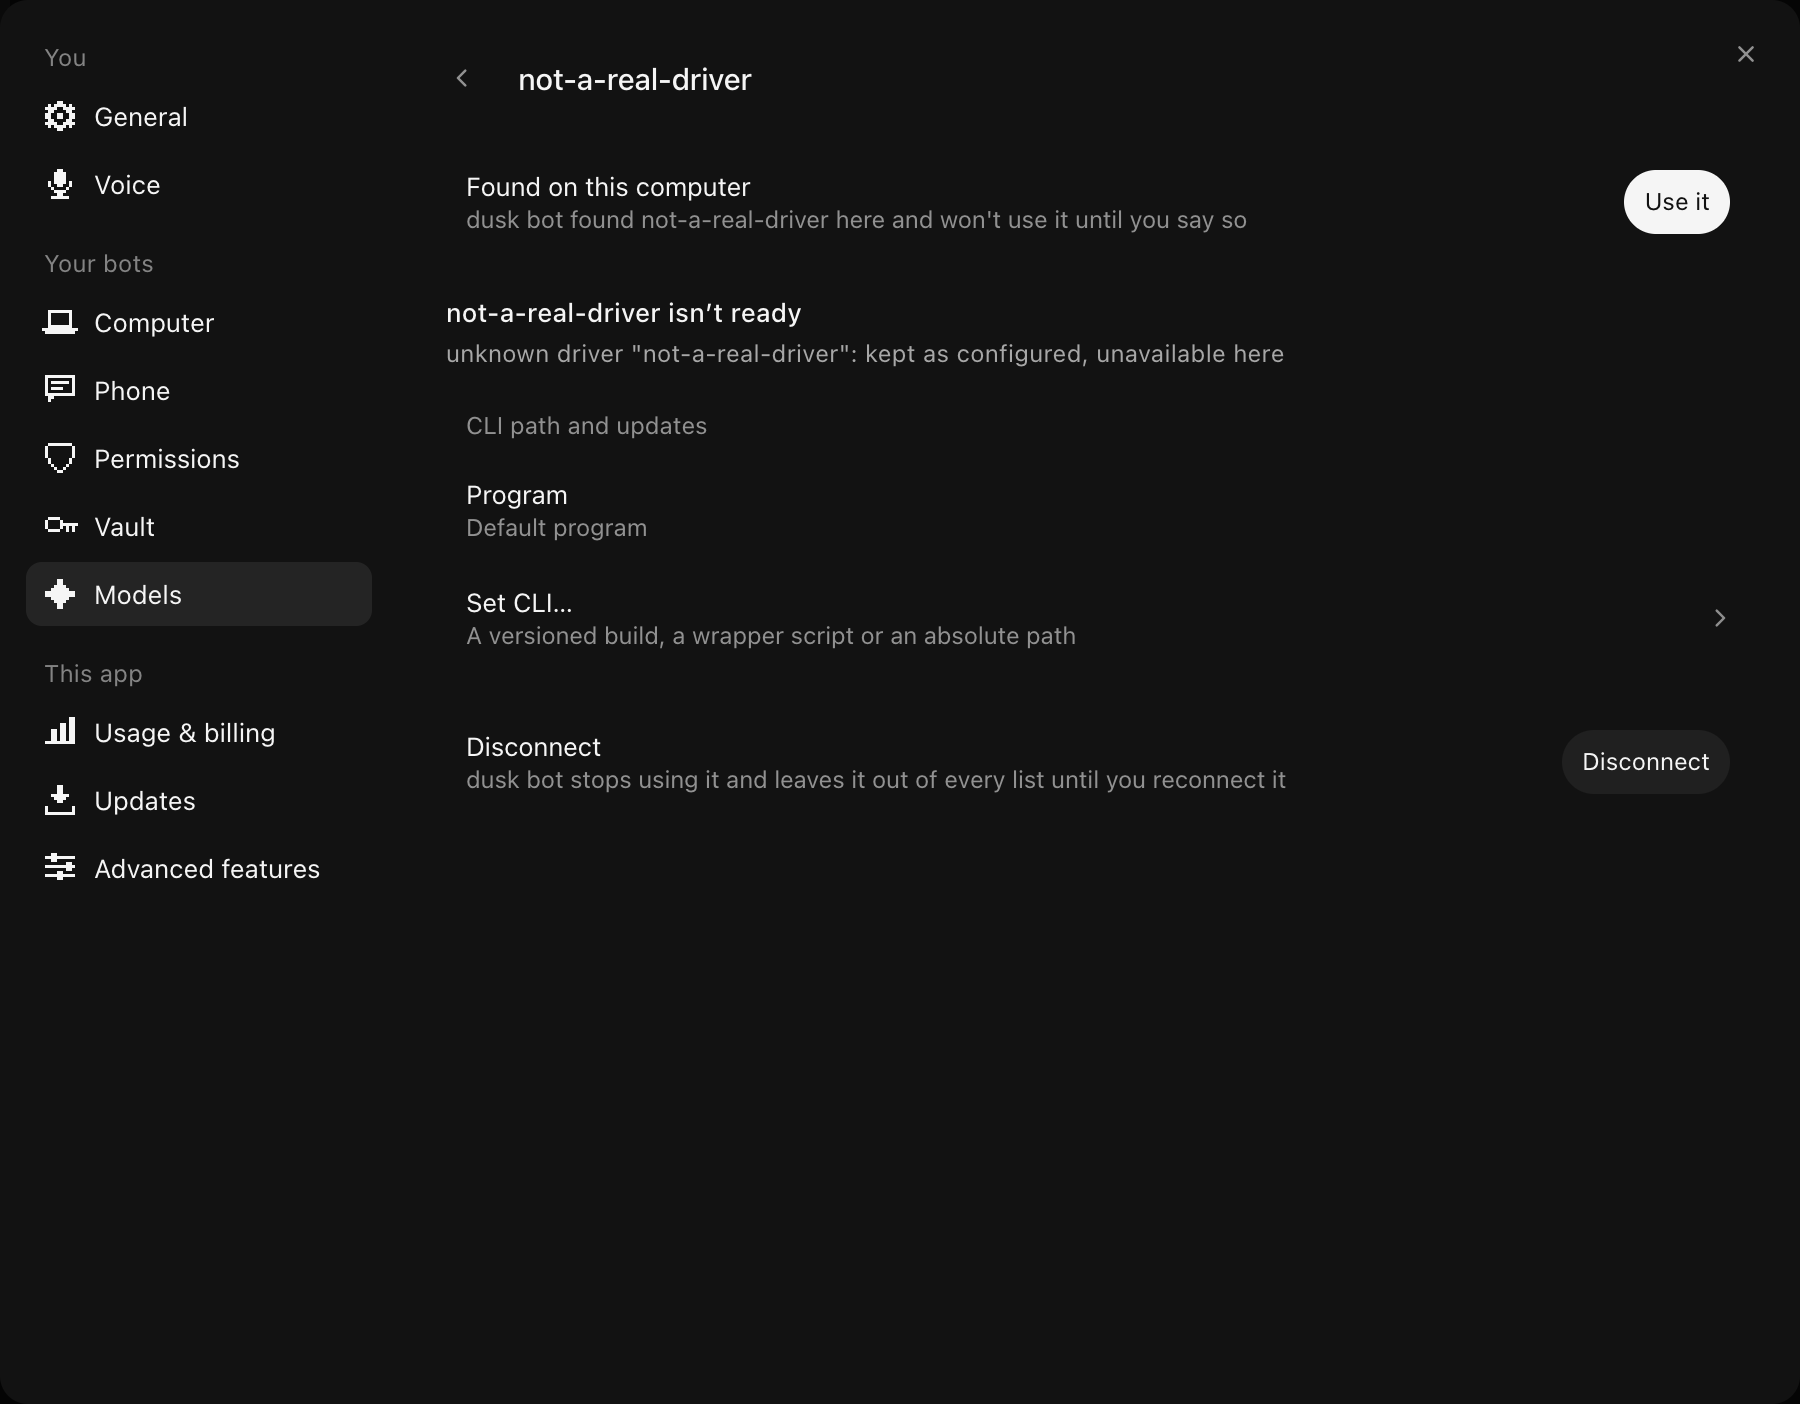 You
General
Voice
Your bots
Computer
Phone
Permissions
Vault
Models
This app
Usage & billing
Updates
Advanced features
not-a-real-driver
Found on this computer
dusk bot found not-a-real-driver here and won't use it until you say so
Use it
not-a-real-driver isn’t ready
unknown driver "not-a-real-driver": kept as configured, unavailable here
CLI path and updates
Program
Default program
Set CLI...
A versioned build, a wrapper script or an absolute path
Disconnect
dusk bot stops using it and leaves it out of every list until you reconnect it
Disconnect